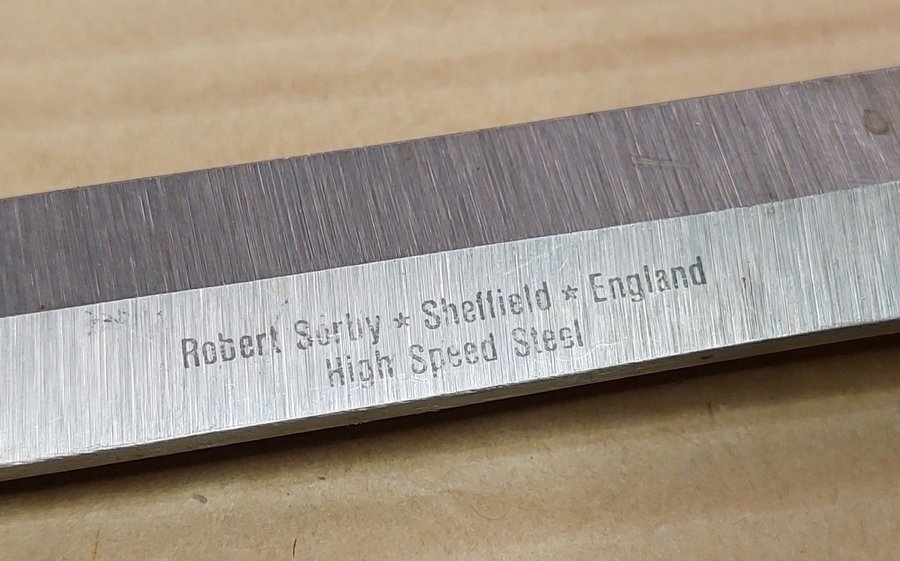 Robert Sorby ★ Sheffield ★ England
High Speed Steel